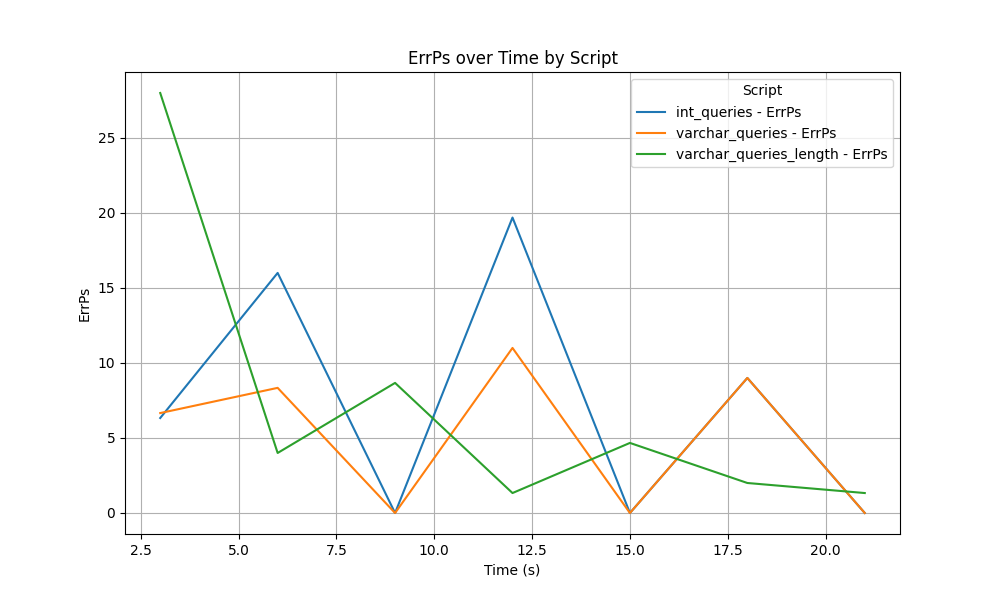 ErrPs over Time by Script
Script
int_queries - ErrPs
varchar_queries - ErrPs
varchar_queries_length - ErrPs
ErrPs
25
20
15
10
5
0
2.5 5.0 7.5 10.0 12.5 15.0 17.5 20.0
Time (s)